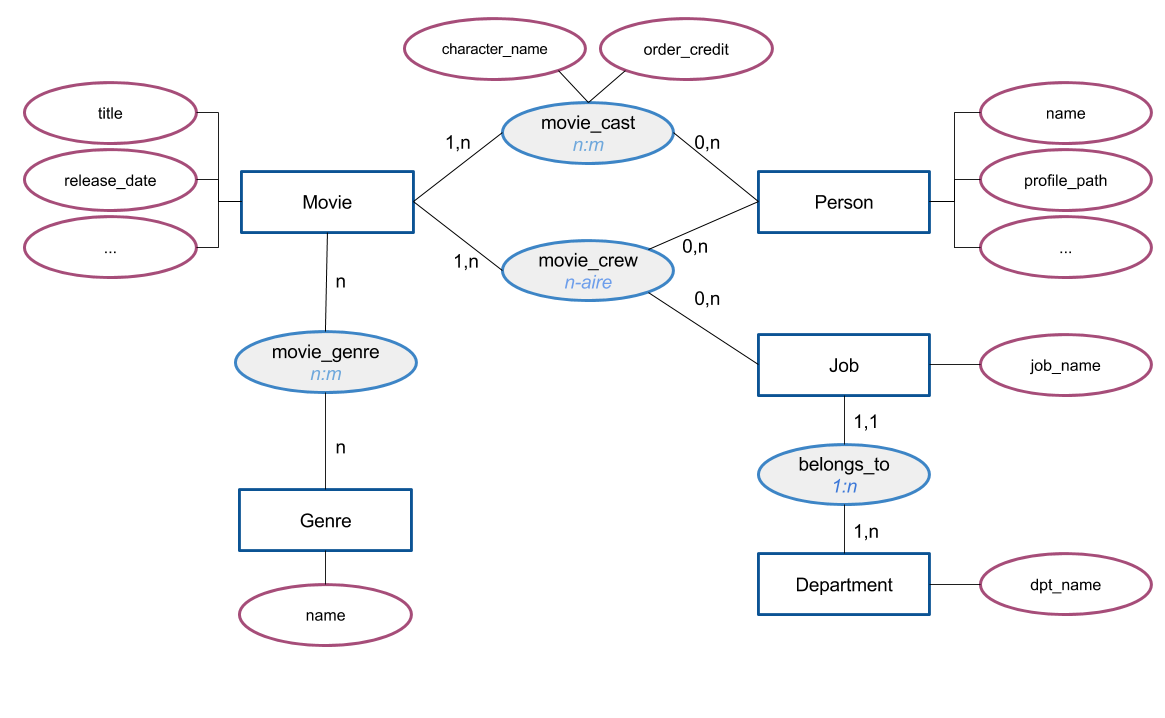 character_name
order_credit
title
movie_cast
n:m
name
1,n
0,n
release_date
profile_path
Movie
Person
...
1,n
movie_crew
n-aire
0,n
...
n
0,n
movie_genre
n:m
Job
job_name
1,1
n
belongs_to
1:n
Genre
1,n
Department
dpt_name
name